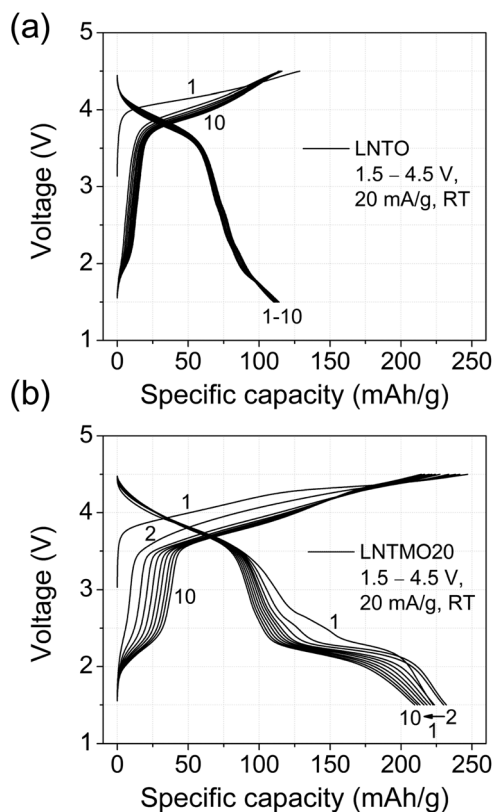 (a)
5
4
3
2
1
Voltage (V)
1
10
LNTO
1.5 – 4.5 V,
20 mA/g, RT
1-10
0 50 100 150 200 250
Specific capacity (mAh/g)
(b)
5
4
3
2
1
Voltage (V)
1
2
10
LNTMO20
1.5 – 4.5 V,
20 mA/g, RT
1
10←2
1
0 50 100 150 200 250
Specific capacity (mAh/g)